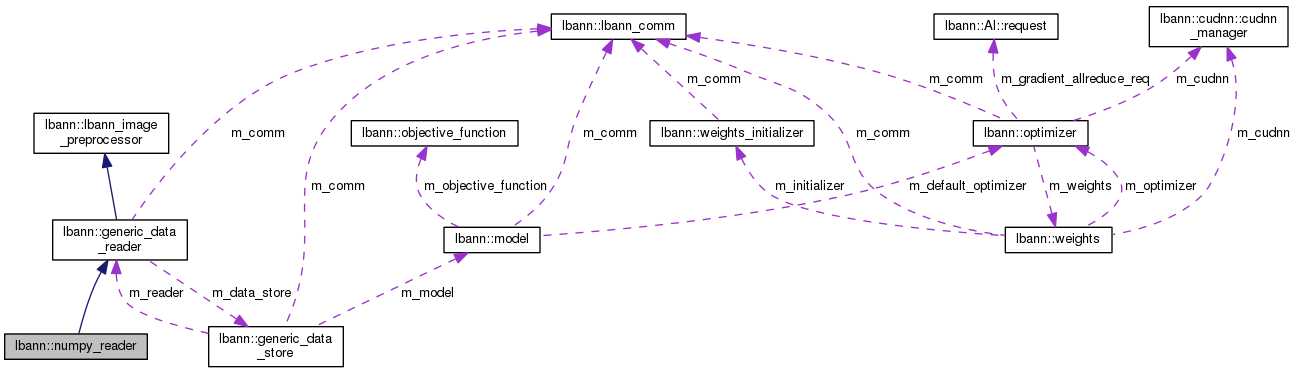 lbann::lbann_comm
lbann::Al::request
lbann::cudnn::cudnn
_manager
m_comm
m_comm
m_gradient_allreduce_req
m_cudnn
lbann::lbann_image
_preprocessor
lbann::objective_function
lbann::weights_initializer
lbann::optimizer
m_comm
m_comm
m_comm
m_cudnn
m_comm
m_objective_function
m_initializer
m_default_optimizer
m_weights
m_optimizer
lbann::generic_data
_reader
lbann::model
lbann::weights
m_reader
m_data_store
m_model
lbann::numpy_reader
lbann::generic_data
_store